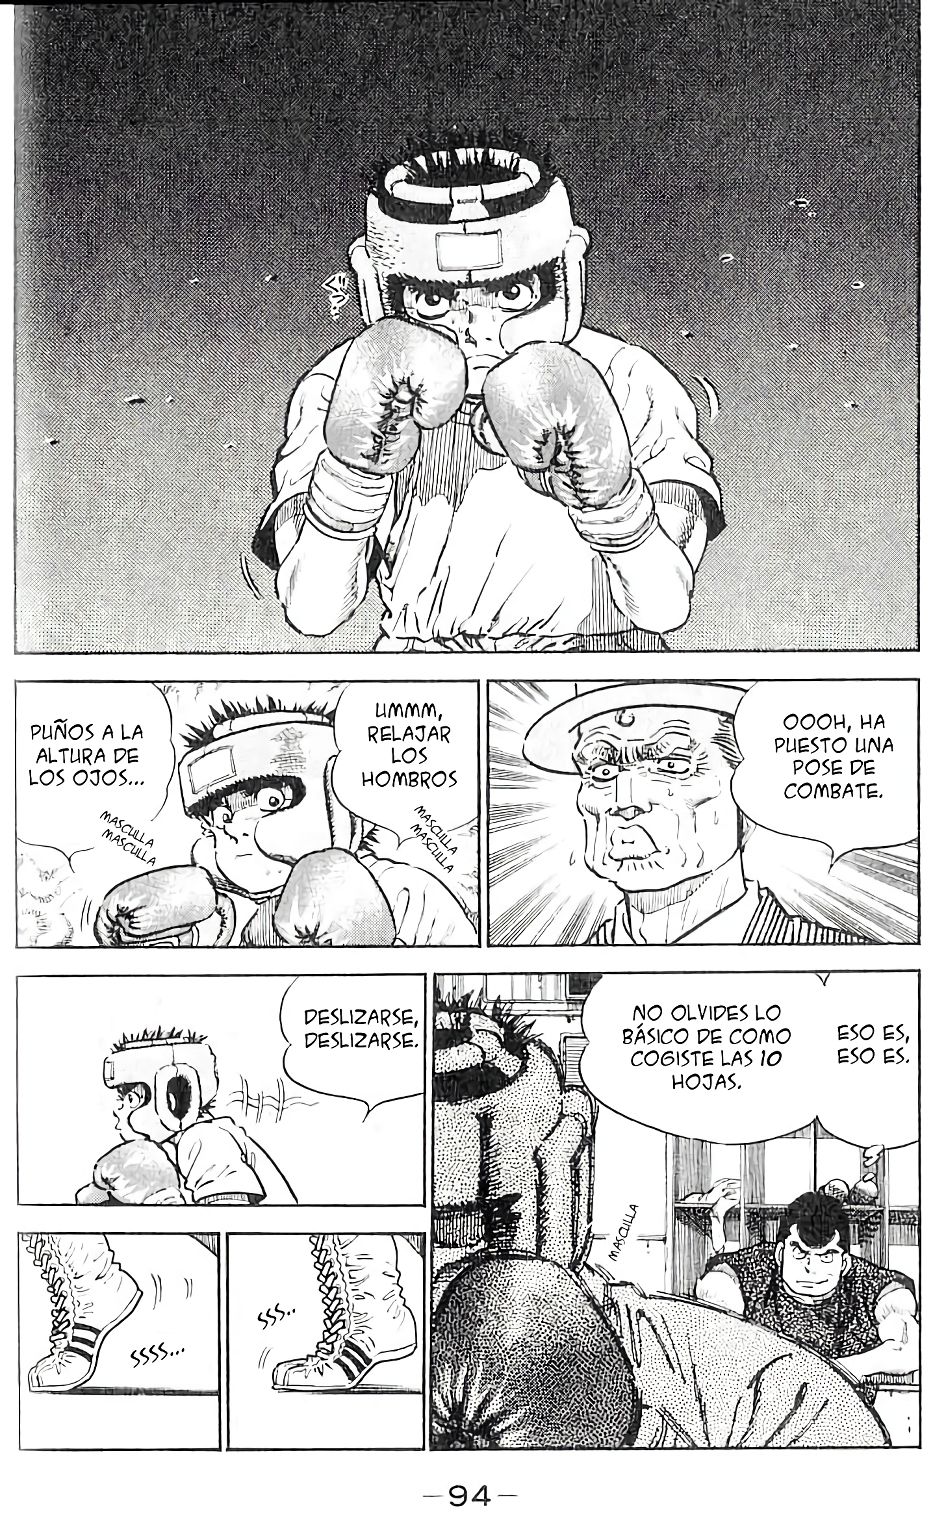 OOOH, HA
PUESTO UNA
POSE DE
COMBATE.
UMMM,
RELAJAR
LOS
HOMBROS
MASCULLA
MASCULLA
PUÑOS A LA
ALTURA DE
LOS OJOS...
MASCULLA
MASCULLA
ESO ES,
ESO ES.
NO OLVIDES LO
BÁSICO DE COMO
COGISTE LAS 10
HOJAS.
MASCULLA
DESLIZARSE,
DESLIZARSE.
SSS..
SSSS...
-94-